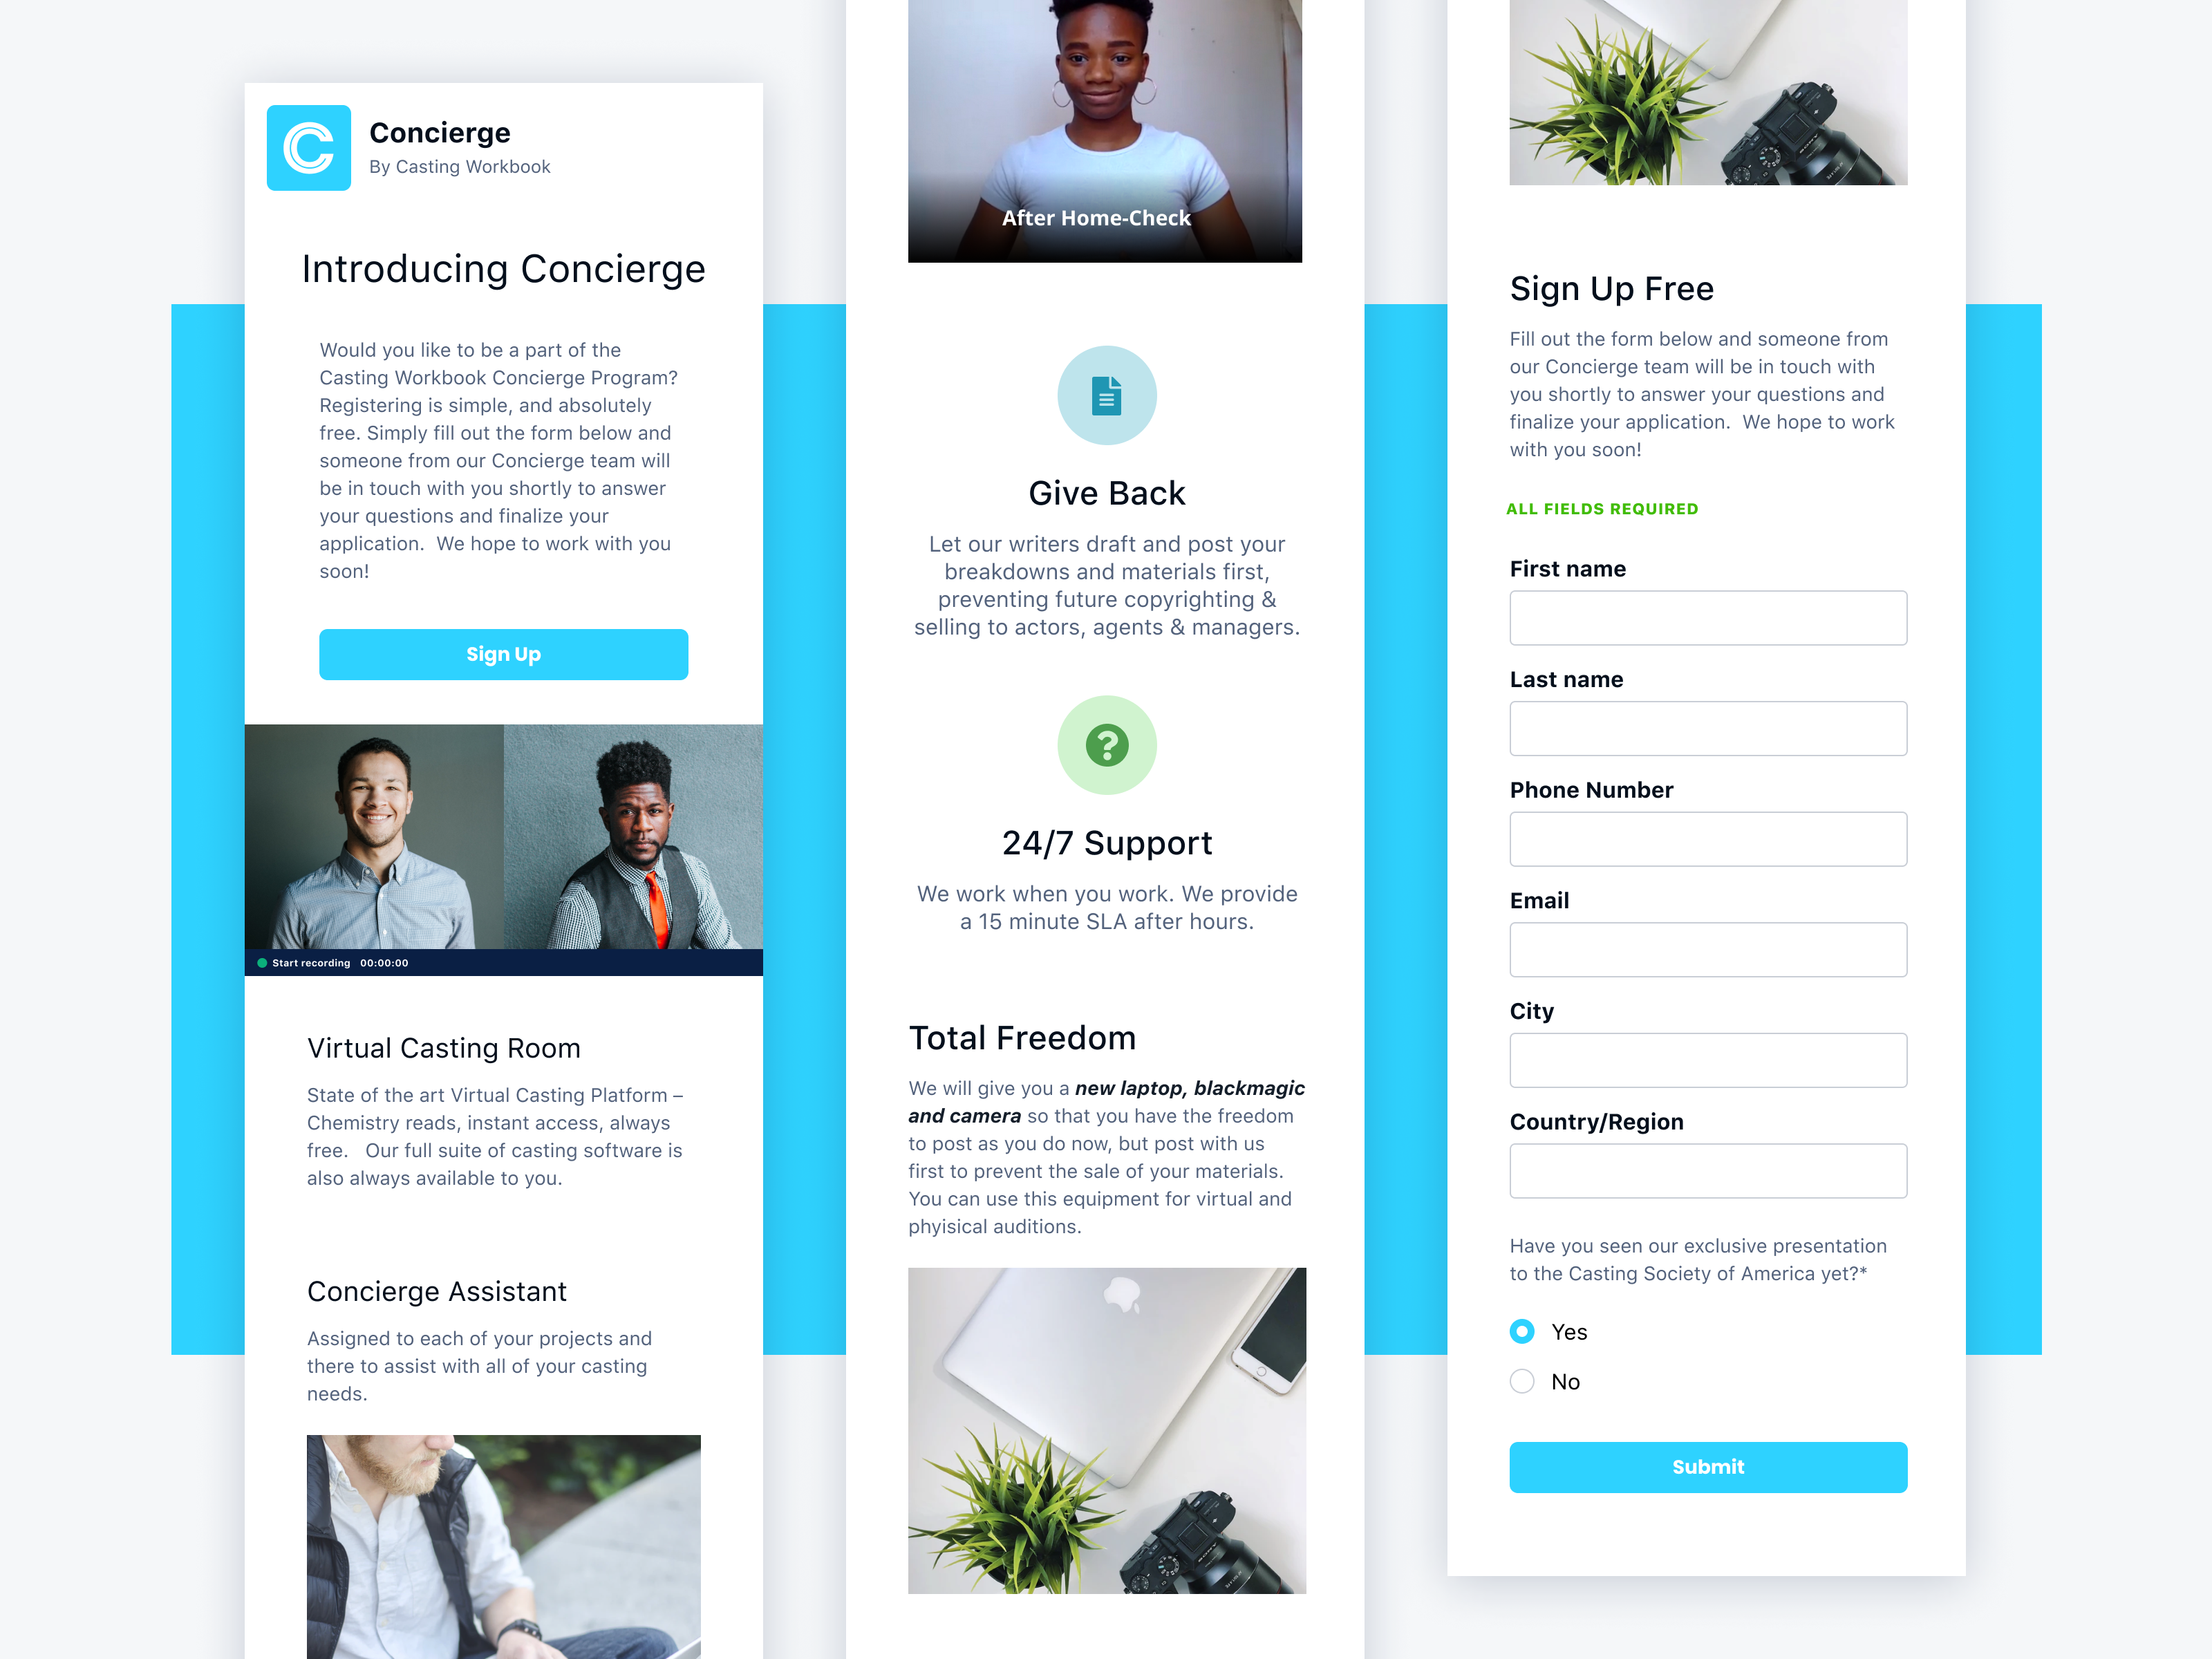 Concierge
By Casting Workbook
Introducing Concierge
Would you like to be a part of the
Casting Workbook Concierge Program?
Registering is simple, and absolutely
free. Simply fill out the form below and
someone from our Concierge team will
be in touch with you shortly to answer
your questions and finalize your
application.  We hope to work with you
soon!
Sign Up
Start recording 00:00:00
Virtual Casting Room
State of the art Virtual Casting Platform –
Chemistry reads, instant access, always
free.   Our full suite of casting software is
also always available to you.
Concierge Assistant
Assigned to each of your projects and
there to assist with all of your casting
needs.
After Home-Check
Give Back
Let our writers draft and post your
breakdowns and materials first,
preventing future copyrighting &
selling to actors, agents & managers.
24/7 Support
We work when you work. We provide
a 15 minute SLA after hours.
Total Freedom
We will give you a new laptop, blackmagic
and camera so that you have the freedom
to post as you do now, but post with us
first to prevent the sale of your materials.
You can use this equipment for virtual and
phyisical auditions.
Sign Up Free
Fill out the form below and someone from
our Concierge team will be in touch with
you shortly to answer your questions and
finalize your application.  We hope to work
with you soon!
ALL FIELDS REQUIRED
First name
Last name
Phone Number
Email
City
Country/Region
Have you seen our exclusive presentation
to the Casting Society of America yet?*
Yes
No
Submit